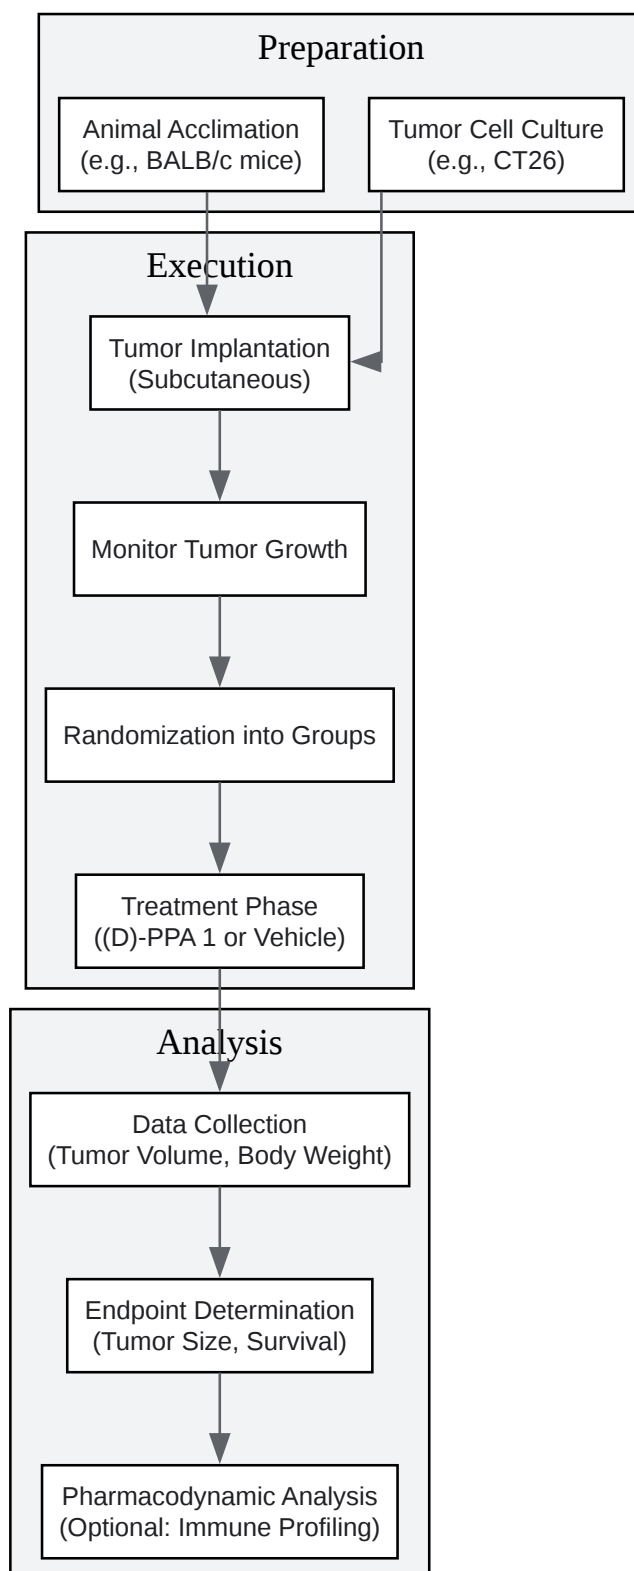 Preparation
Animal Acclimation
(e.g., BALB/c mice)
Tumor Cell Culture
(e.g., CT26)
Execution
Tumor Implantation
(Subcutaneous)
Monitor Tumor Growth
Randomization into Groups
Treatment Phase
((D)-PPA 1 or Vehicle)
Analysis
Data Collection
(Tumor Volume, Body Weight)
Endpoint Determination
(Tumor Size, Survival)
Pharmacodynamic Analysis
(Optional: Immune Profiling)